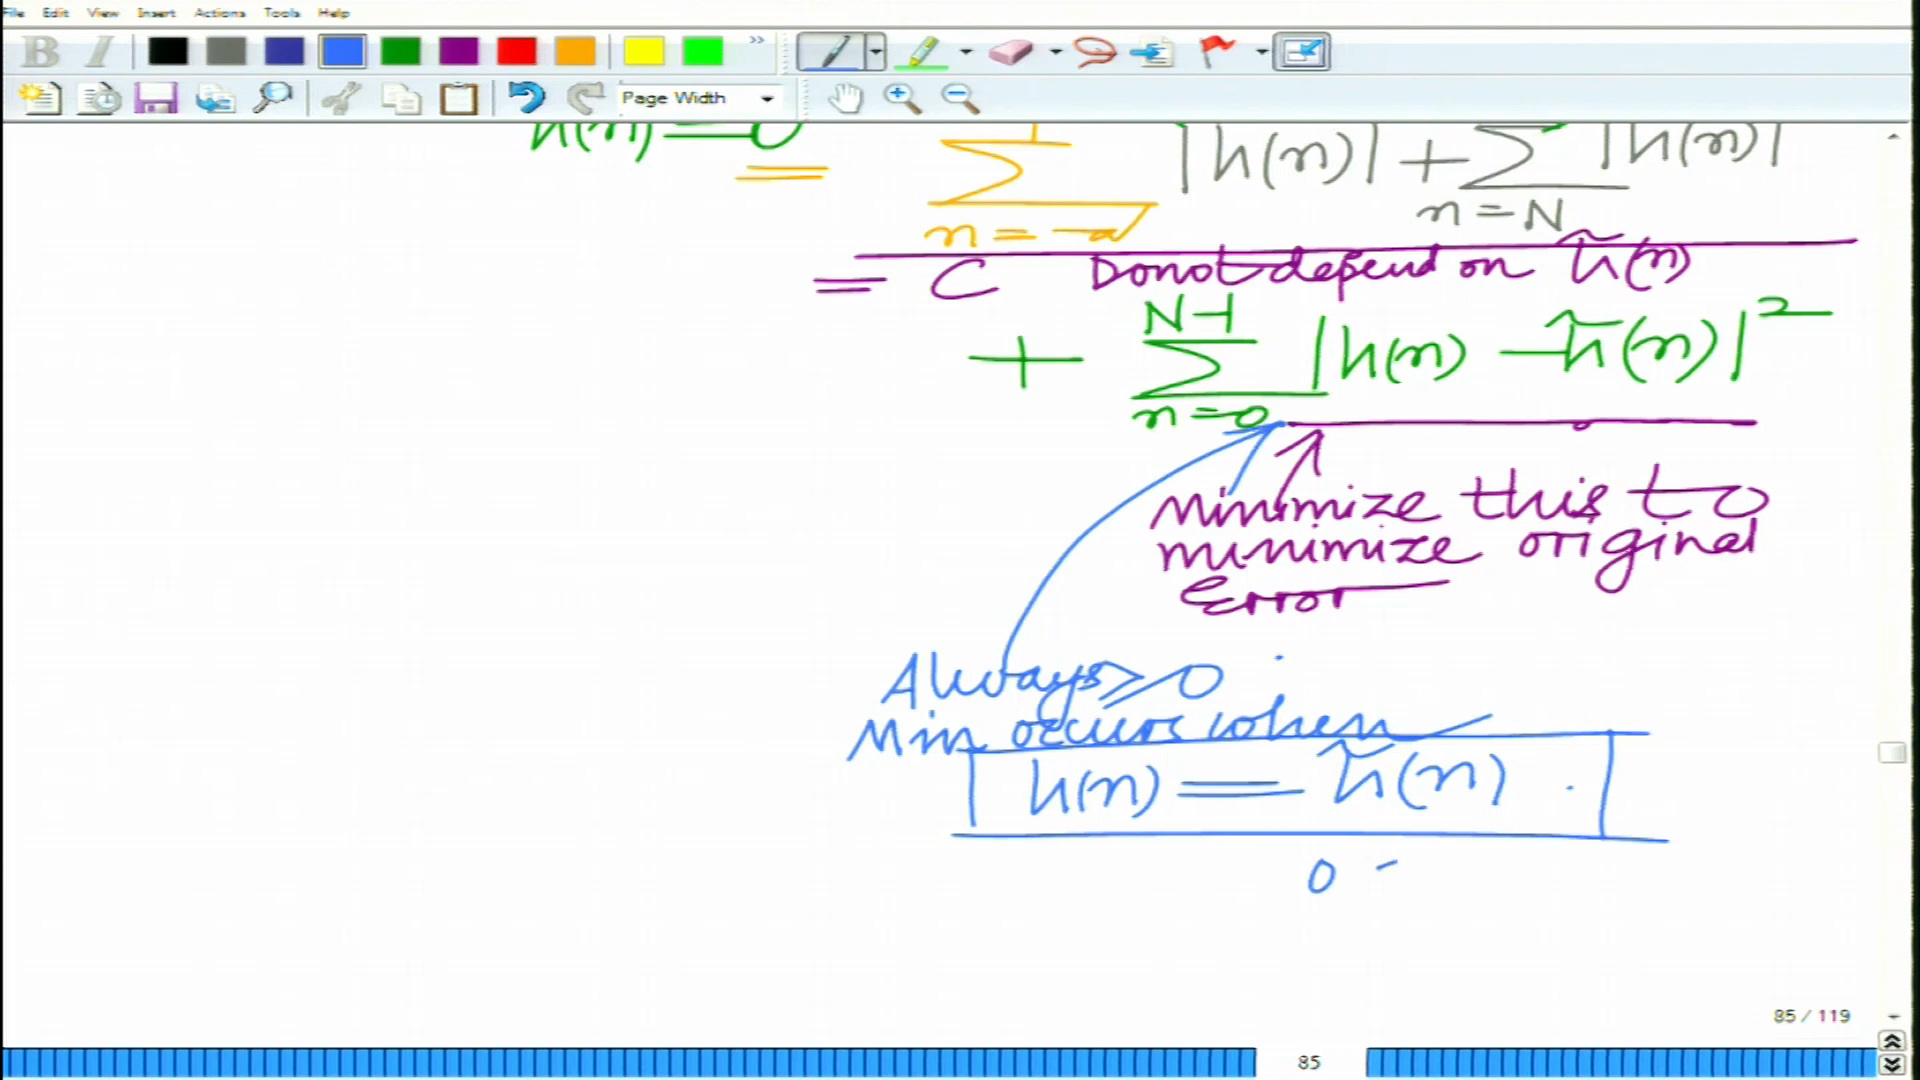 File Edit View Insert Actions Tools Help
B I
Page Width
h(n) = 0
= Σ |h(n)| + Σ |h(n)|
n=-∞ n=N
= C Donot depend on h̃(n)
+ Σ |h(n) - h̃(n)|²
N-1
n=0
Minimize this to
minimize original
Error
Always ≥ 0
Min occurs when
h(n) = h̃(n)
0
85 / 119
85